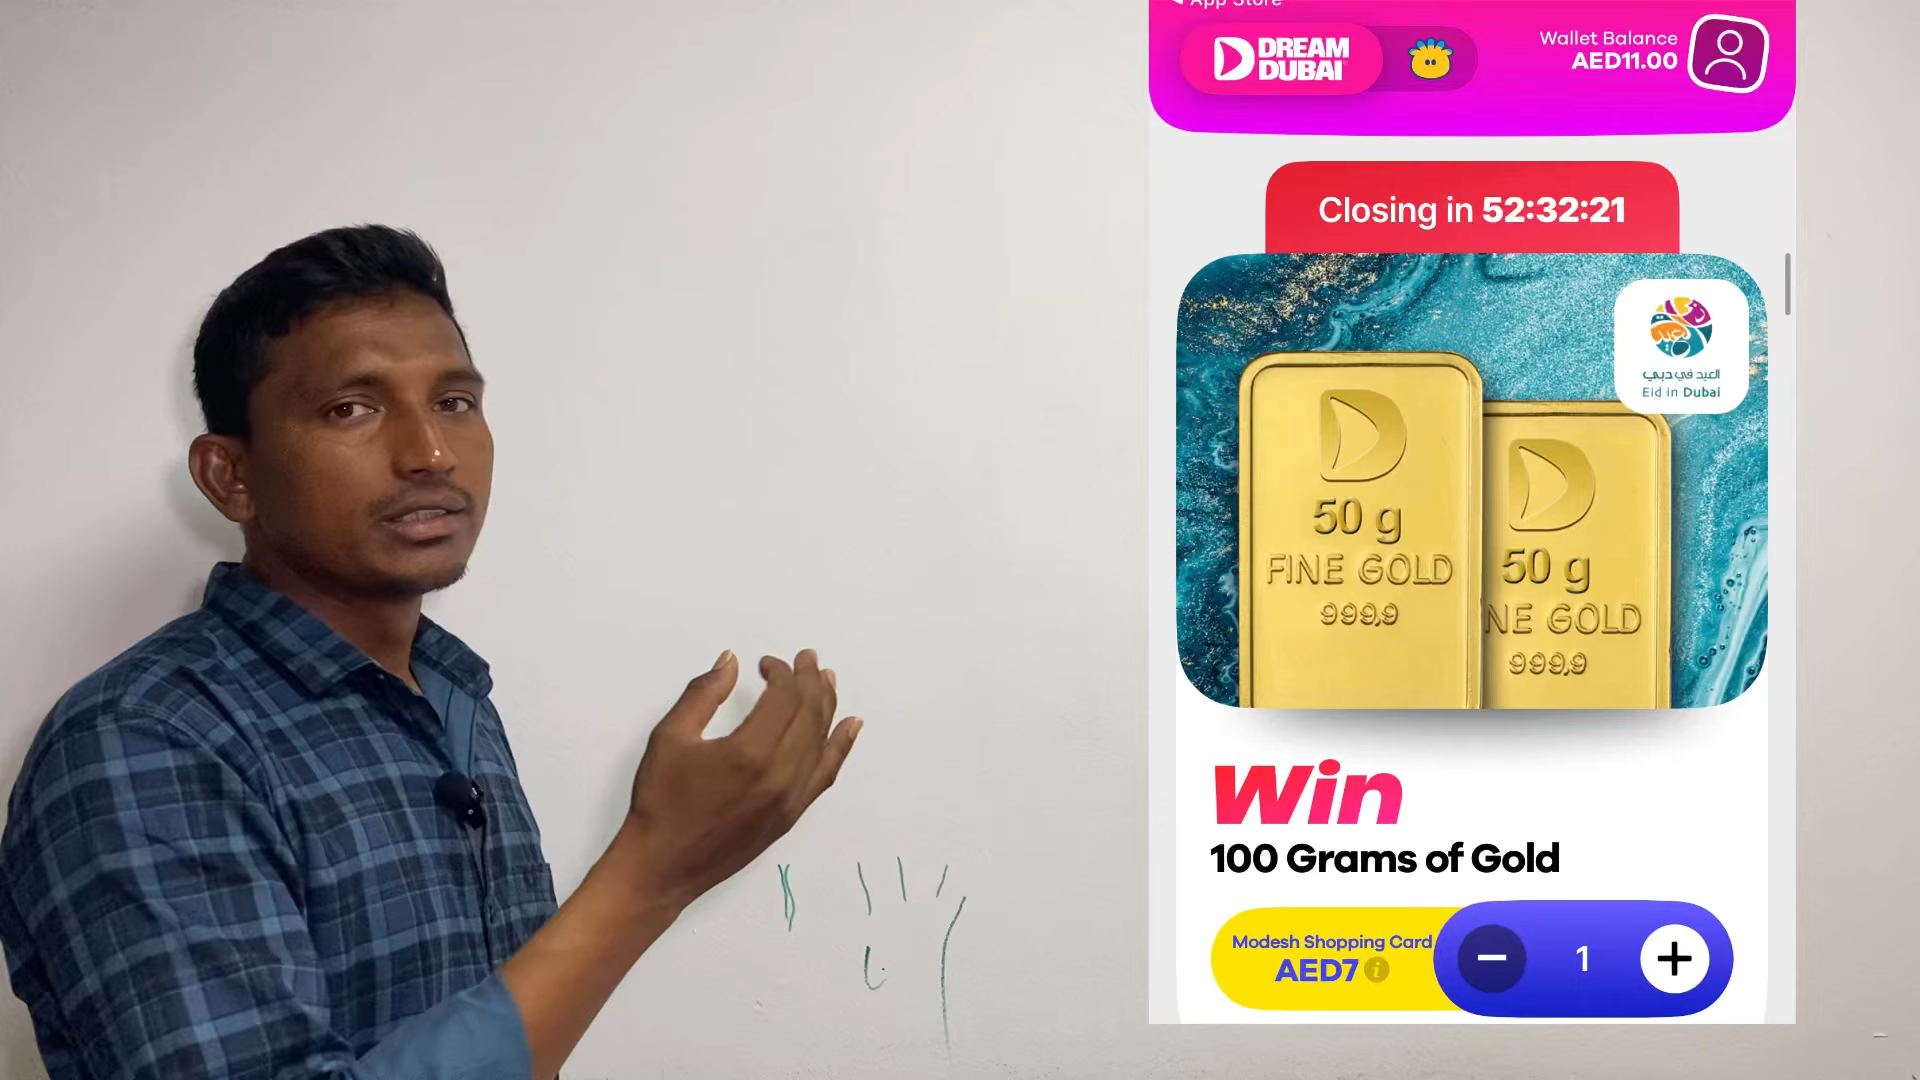 App Store
DREAM
DUBAI
Wallet Balance
AED11.00
Closing in 52:32:21
العيد في دبي
Eid in Dubai
50 g
FINE GOLD
999,9
50 g
NE GOLD
999,9
Win
100 Grams of Gold
Modesh Shopping Card
AED7
1